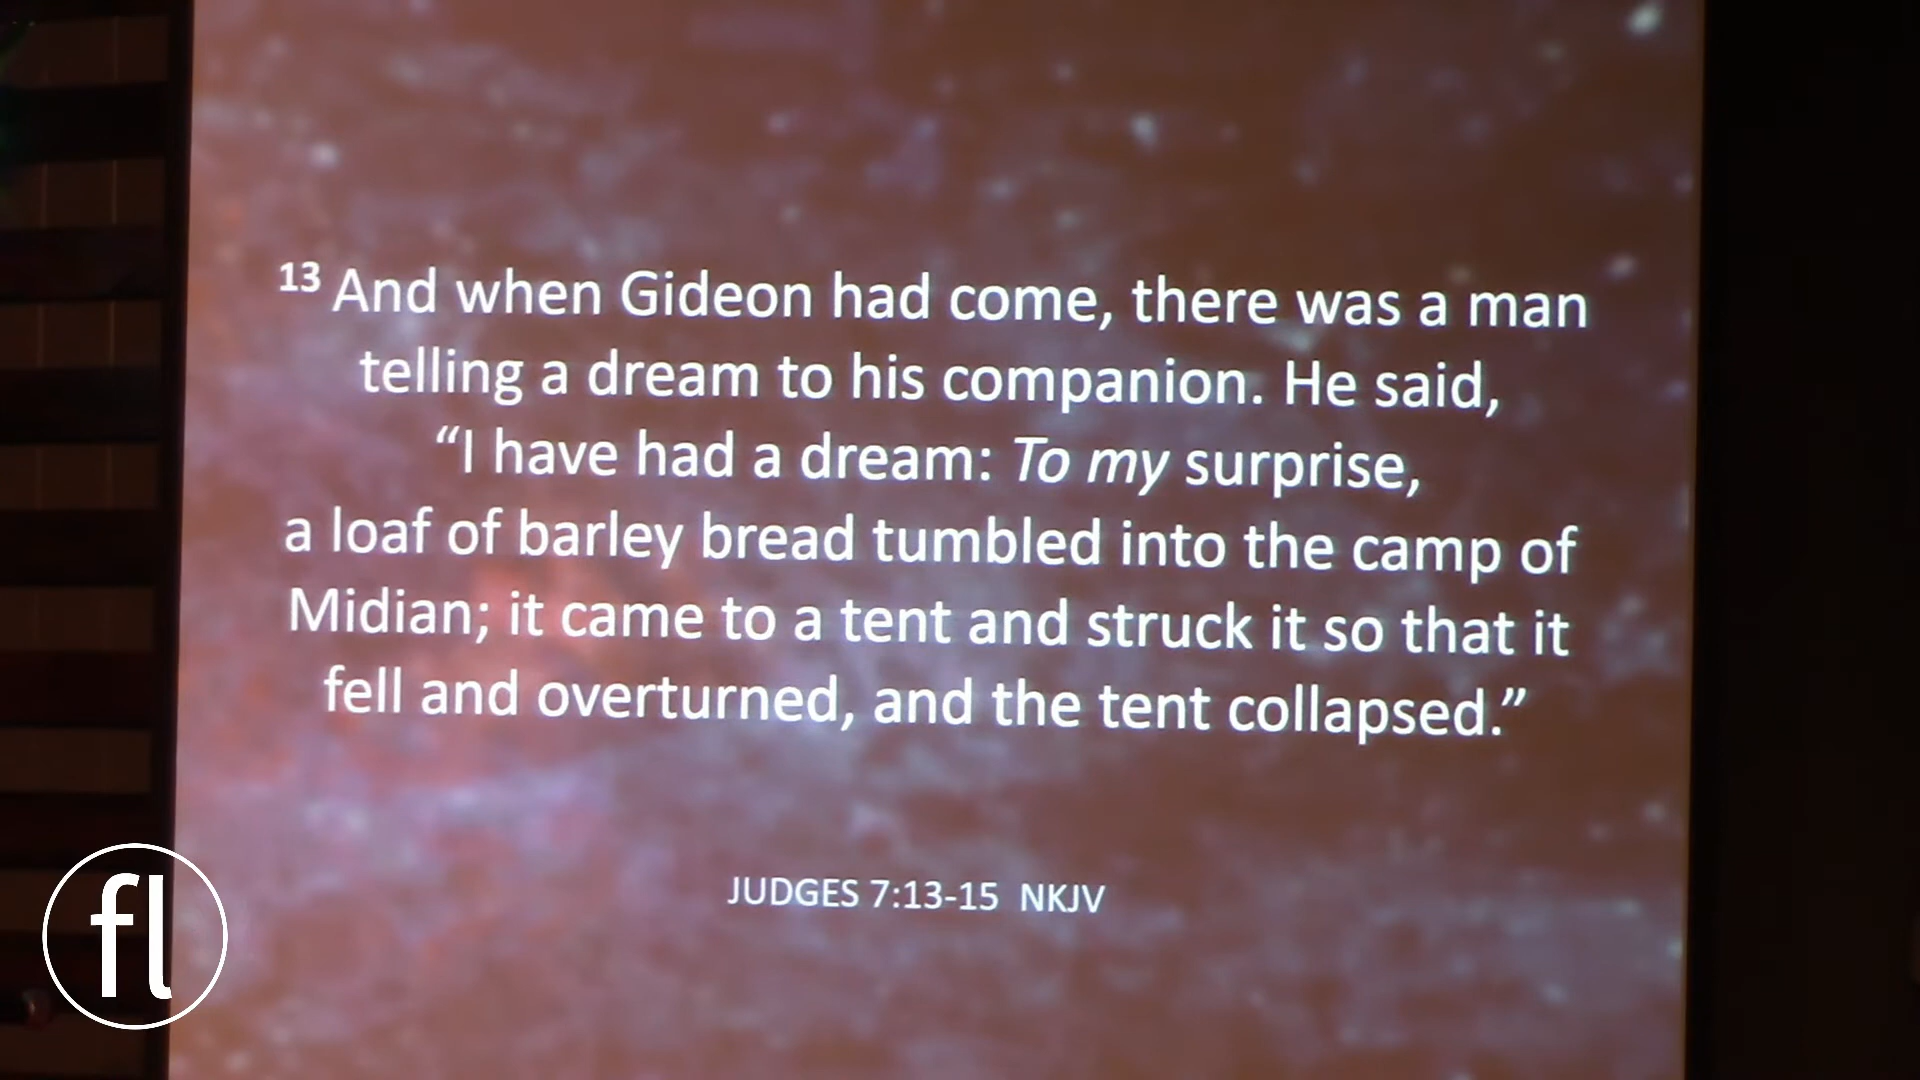 13 And when Gideon had come, there was a man
telling a dream to his companion. He said,
“I have had a dream: To my surprise,
a loaf of barley bread tumbled into the camp of
Midian; it came to a tent and struck it so that it
fell and overturned, and the tent collapsed.”
JUDGES 7:13-15 NKJV
fl